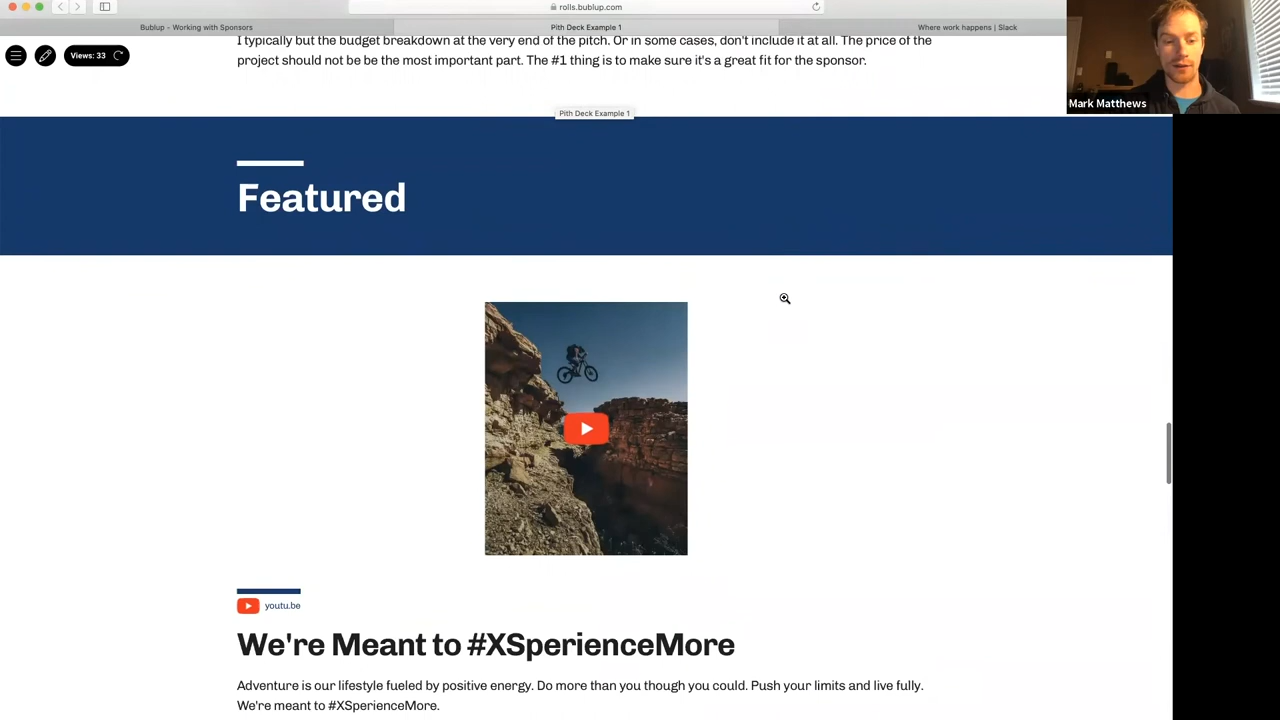 rolls.bublup.com
Bublup - Working with Sponsors
Pith Deck Example 1
Where work happens | Slack
Views: 33
I typically but the budget breakdown at the very end of the pitch. Or in some cases, don't include it at all. The price of the
project should not be be the most important part. The #1 thing is to make sure it's a great fit for the sponsor.
Mark Matthews
Pith Deck Example 1
Featured
youtu.be
We're Meant to #XSperienceMore
Adventure is our lifestyle fueled by positive energy. Do more than you though you could. Push your limits and live fully.
We're meant to #XSperienceMore.